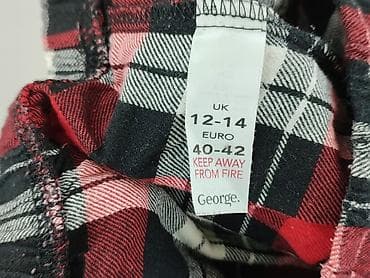 UK
12-14
EURO
40-42
KEEP AWAY
FROM FIRE
George.